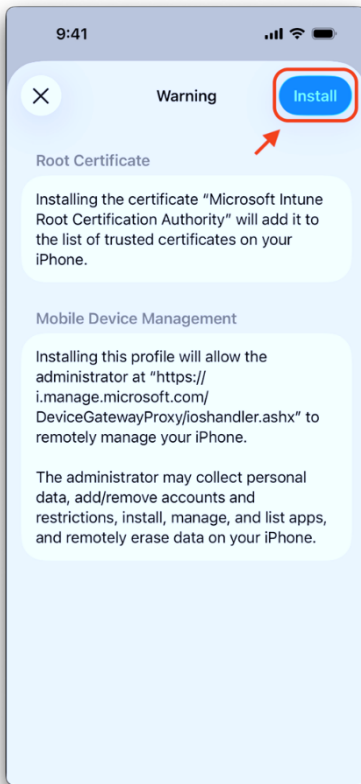 9:41
Warning
Install
Root Certificate
Installing the certificate “Microsoft Intune
Root Certification Authority” will add it to
the list of trusted certificates on your
iPhone.
Mobile Device Management
Installing this profile will allow the
administrator at “https://
i.manage.microsoft.com/
DeviceGatewayProxy/ioshandler.ashx” to
remotely manage your iPhone.
The administrator may collect personal
data, add/remove accounts and
restrictions, install, manage, and list apps,
and remotely erase data on your iPhone.